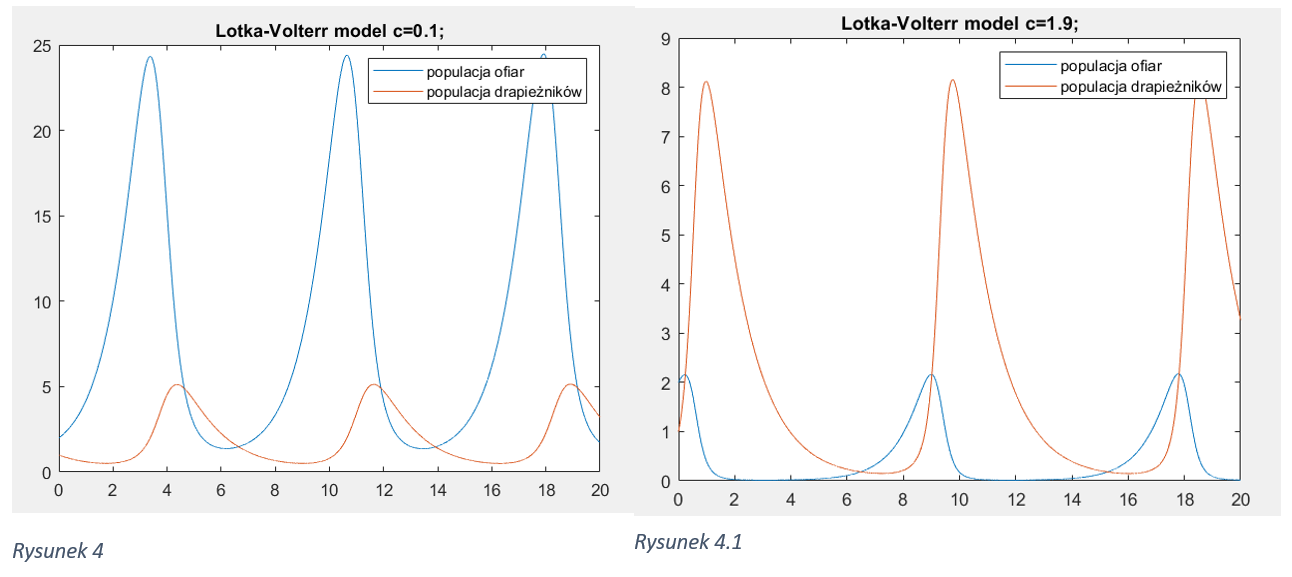 Lotka-Volterr model c=0.1;
25
20
15
10
5
0
0 2 4 6 8 10 12 14 16 18 20
populacja ofiar
populacja drapieżników
Rysunek 4
Lotka-Volterr model c=1.9;
9
8
7
6
5
4
3
2
1
0
0 2 4 6 8 10 12 14 16 18 20
populacja ofiar
populacja drapieżników
Rysunek 4.1